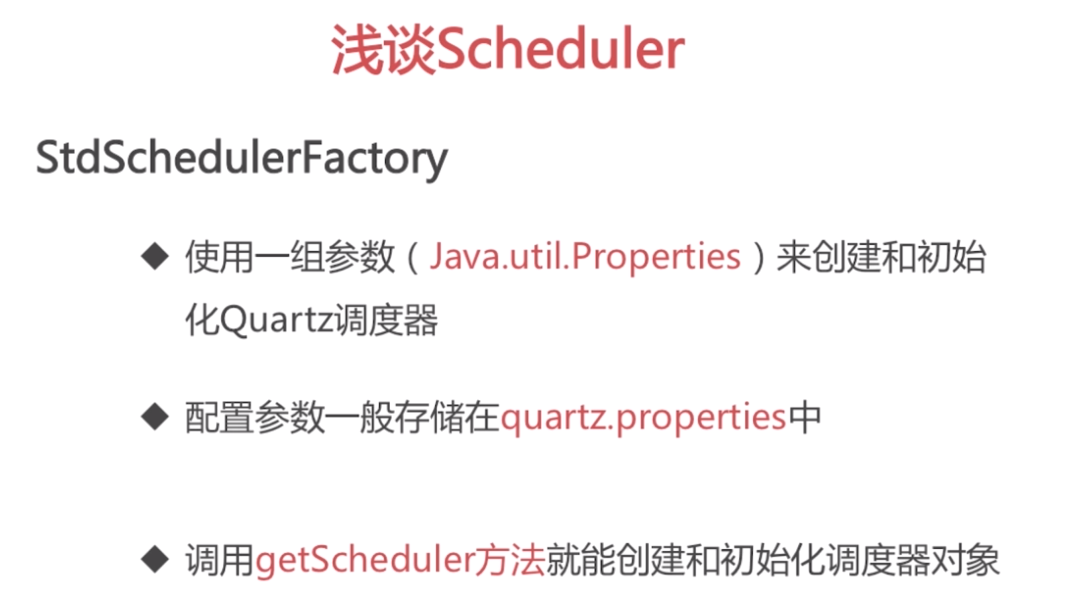 浅谈Scheduler
StdSchedulerFactory
◆ 使用一组参数（Java.util.Properties）来创建和初始
化Quartz调度器
◆ 配置参数一般存储在quartz.properties中
◆ 调用getScheduler方法就能创建和初始化调度器对象